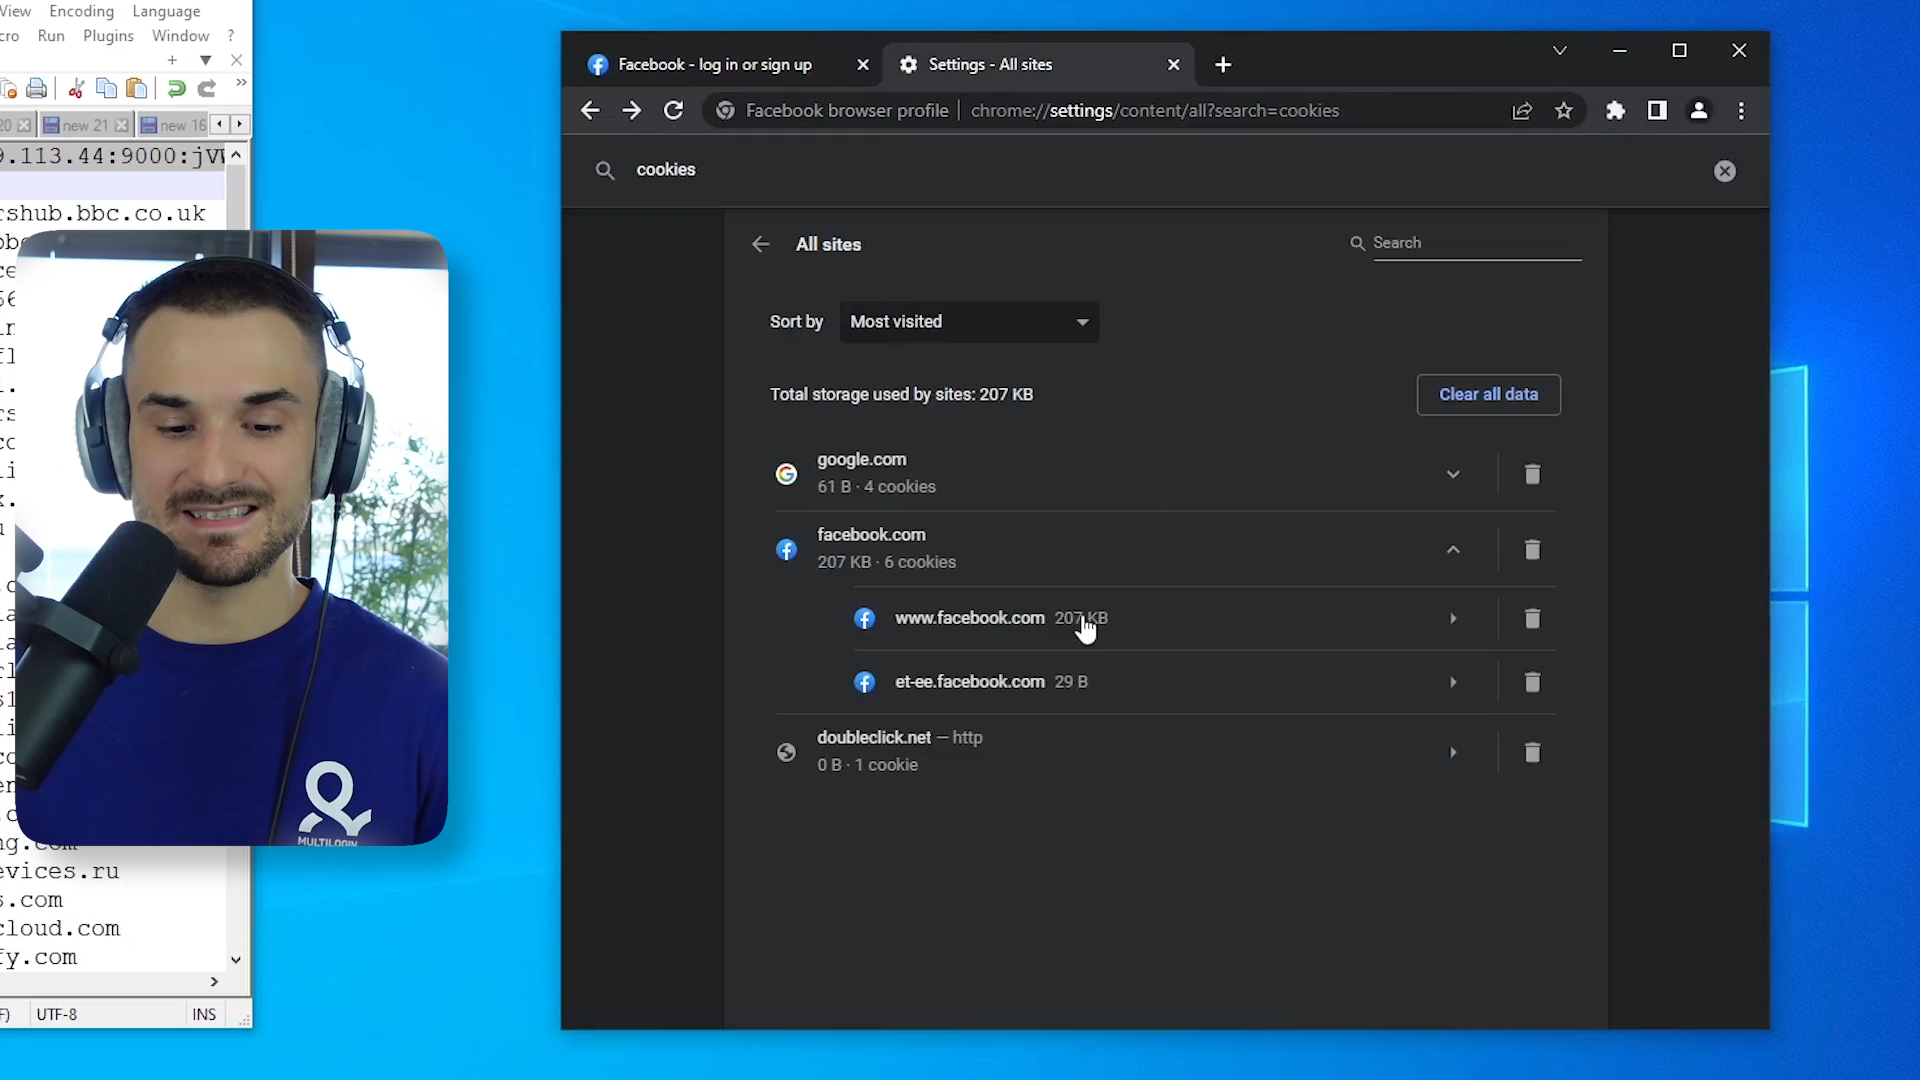 View Encoding Language
Run Plugins Window ?
new 21
new 16
.113.44:9000:
rshub.bbc.co.uk
evices.ru
s.com
cloud.com
fy.com
UTF-8
INS
MULTILOGIN
Facebook - log in or sign up
Settings - All sites
Facebook browser profile
chrome://settings/content/all?search=cookies
cookies
All sites
Search
Sort by
Most visited
Total storage used by sites: 207 KB
Clear all data
google.com
61 B · 4 cookies
facebook.com
207 KB · 6 cookies
www.facebook.com 207 KB
et-ee.facebook.com 29 B
doubleclick.net — http
0 B · 1 cookie